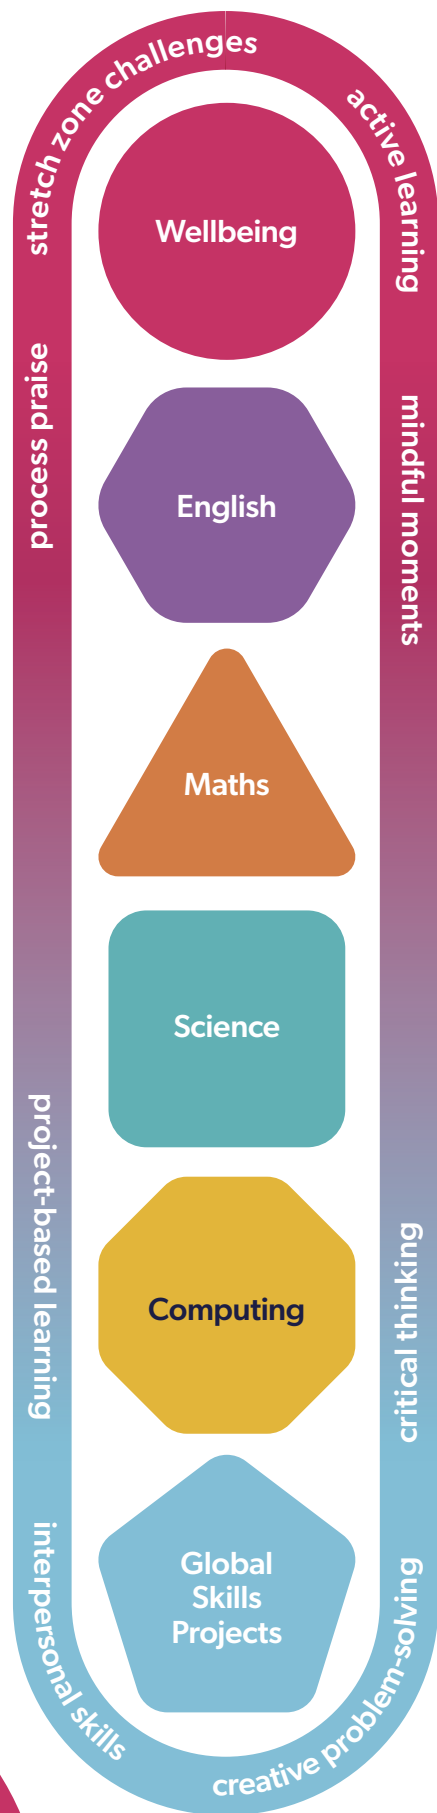 stretch zone challenges
active learning
Wellbeing
process praise
mindful moments
English
Maths
Science
project-based learning
critical thinking
Computing
Global
Skills
Projects
interpersonal skills
creative problem-solving